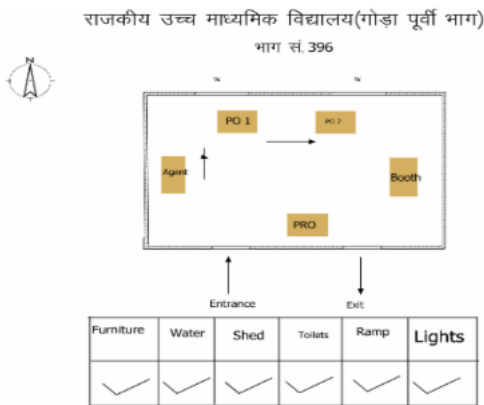 राजकीय उच्च माध्यमिक विद्यालय(गोड़ा पूर्वी भाग)
भाग सं. 396
N
W W
PO 1 PO 2
Agent Booth
PRO
Entrance Exit
Furniture Water Shed Toilets Ramp Lights